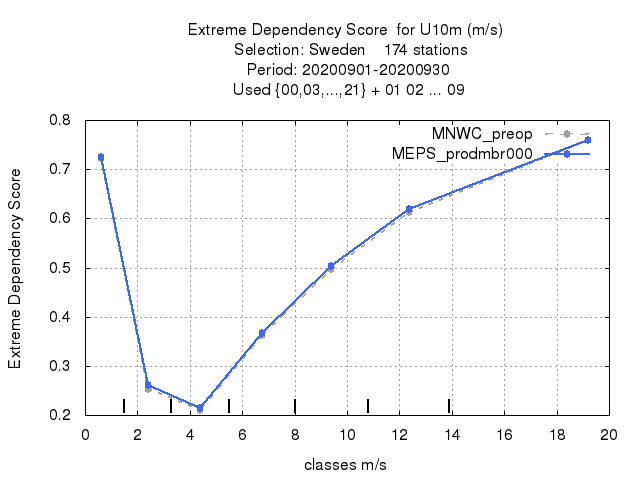 Extreme Dependency Score  for U10m (m/s)
Selection: Sweden    174 stations
Period: 20200901-20200930
Used {00,03,...,21} + 01 02 ... 09
MNWC_preop
MEPS_prodmbr000
Extreme Dependency Score
0.8
0.7
0.6
0.5
0.4
0.3
0.2
0 2 4 6 8 10 12 14 16 18 20
classes m/s